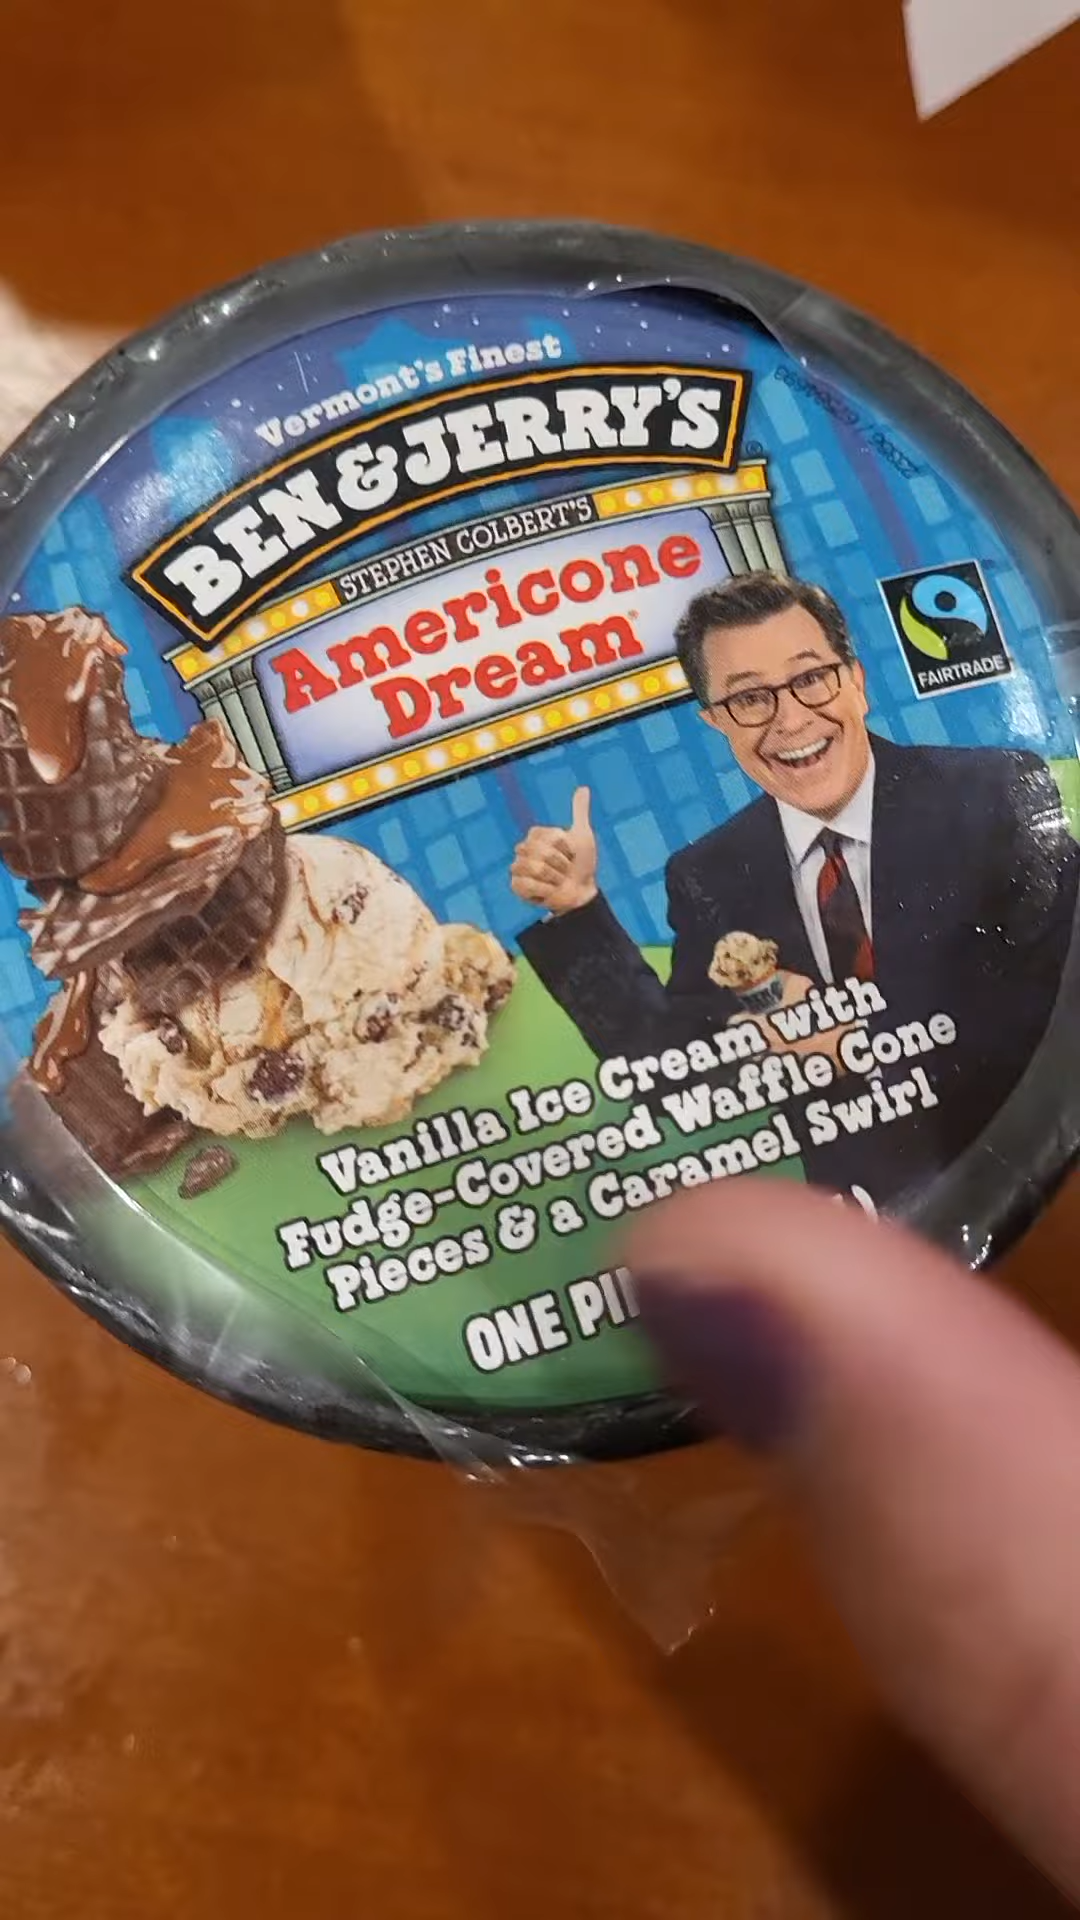 Vermont's Finest
BEN & JERRY'S
STEPHEN COLBERT'S
Americone
Dream
FAIRTRADE
Vanilla Ice Cream with
Fudge-Covered Waffle Cone
Pieces & a Caramel Swirl
ONE